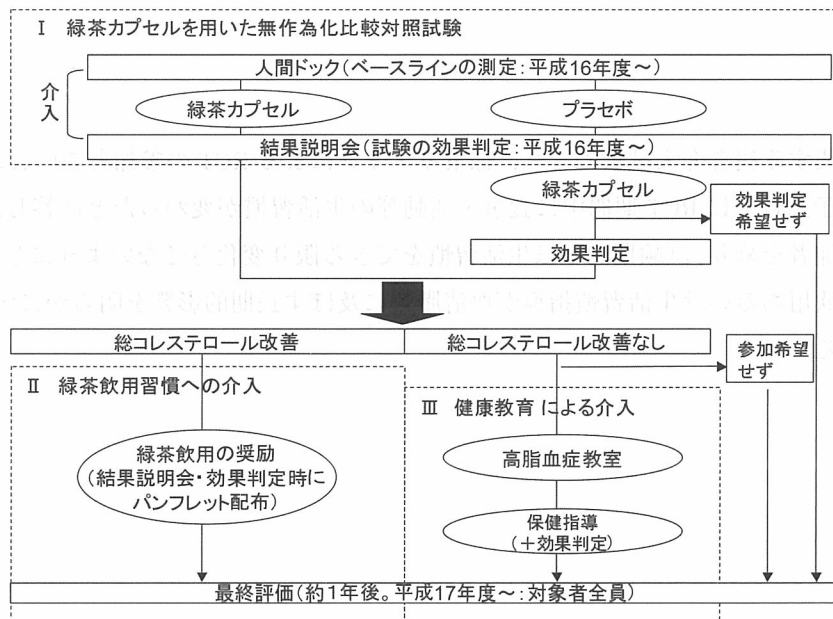 Ⅰ 緑茶カプセルを用いた無作為化比較対照試験
人間ドック（ベースラインの測定：平成16年度～）
介入
緑茶カプセル
プラセボ
結果説明会（試験の効果判定：平成16年度～）
緑茶カプセル
効果判定
希望せず
効果判定
総コレステロール改善
総コレステロール改善なし
参加希望
せず
Ⅱ 緑茶飲用習慣への介入
Ⅲ 健康教育による介入
緑茶飲用の奨励
（結果説明会・効果判定時に
パンフレット配布）
高脂血症教室
保健指導
（＋効果判定）
最終評価（約1年後。平成17年度～：対象者全員）